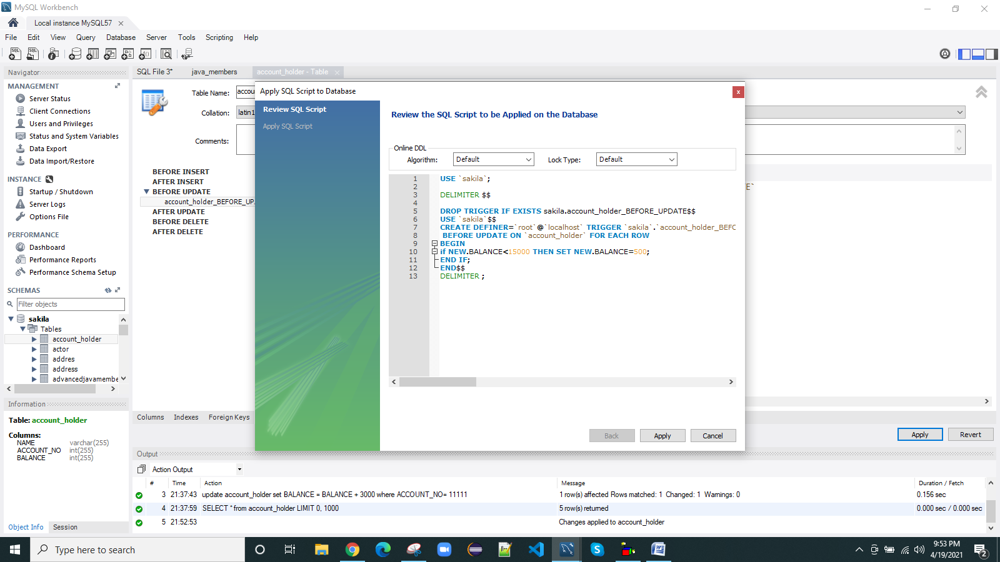 MySQL Workbench
Local instance MySQL57
File Edit View Query Database Server Tools Scripting Help
Navigator
MANAGEMENT
Server Status
Client Connections
Users and Privileges
Status and System Variables
Data Export
Data Import/Restore
INSTANCE
Startup / Shutdown
Server Logs
Options File
PERFORMANCE
Dashboard
Performance Reports
Performance Schema Setup
SCHEMAS
Filter objects
sakila
Tables
account_holder
actor
addres
address
advancedjavamembe
Information
Table: account_holder
Columns:
NAME varchar(255)
ACCOUNT_NO int(255)
BALANCE int(255)
Object Info Session
SQL File 3* java_members account_holder - Table
Table Name: accou
Collation: latin1
Comments:
BEFORE INSERT
AFTER INSERT
BEFORE UPDATE
account_holder_BEFORE_UP...
AFTER UPDATE
BEFORE DELETE
AFTER DELETE
E`
Columns Indexes Foreign Keys
Apply Revert
Apply SQL Script to Database
Review SQL Script
Apply SQL Script
Review the SQL Script to be Applied on the Database
Online DDL
Algorithm: Default Lock Type: Default
1 USE `sakila`;
2
3 DELIMITER $$
4
5 DROP TRIGGER IF EXISTS sakila.account_holder_BEFORE_UPDATE$$
6 USE `sakila`$$
7 CREATE DEFINER=`root`@`localhost` TRIGGER `sakila`.`account_holder_BEFO
8 BEFORE UPDATE ON `account_holder` FOR EACH ROW
9 BEGIN
10 if NEW.BALANCE<15000 THEN SET NEW.BALANCE=500;
11 END IF;
12 END$$
13 DELIMITER ;
Back Apply Cancel
Output
Action Output
# Time Action Message Duration / Fetch
3 21:37:43 update account_holder set BALANCE = BALANCE + 3000 where ACCOUNT_NO= 11111 1 row(s) affected Rows matched: 1 Changed: 1 Warnings: 0 0.156 sec
4 21:37:59 SELECT * from account_holder LIMIT 0, 1000 5 row(s) returned 0.000 sec / 0.000 sec
5 21:52:53 Changes applied to account_holder
Type here to search
9:53 PM
4/19/2021
2